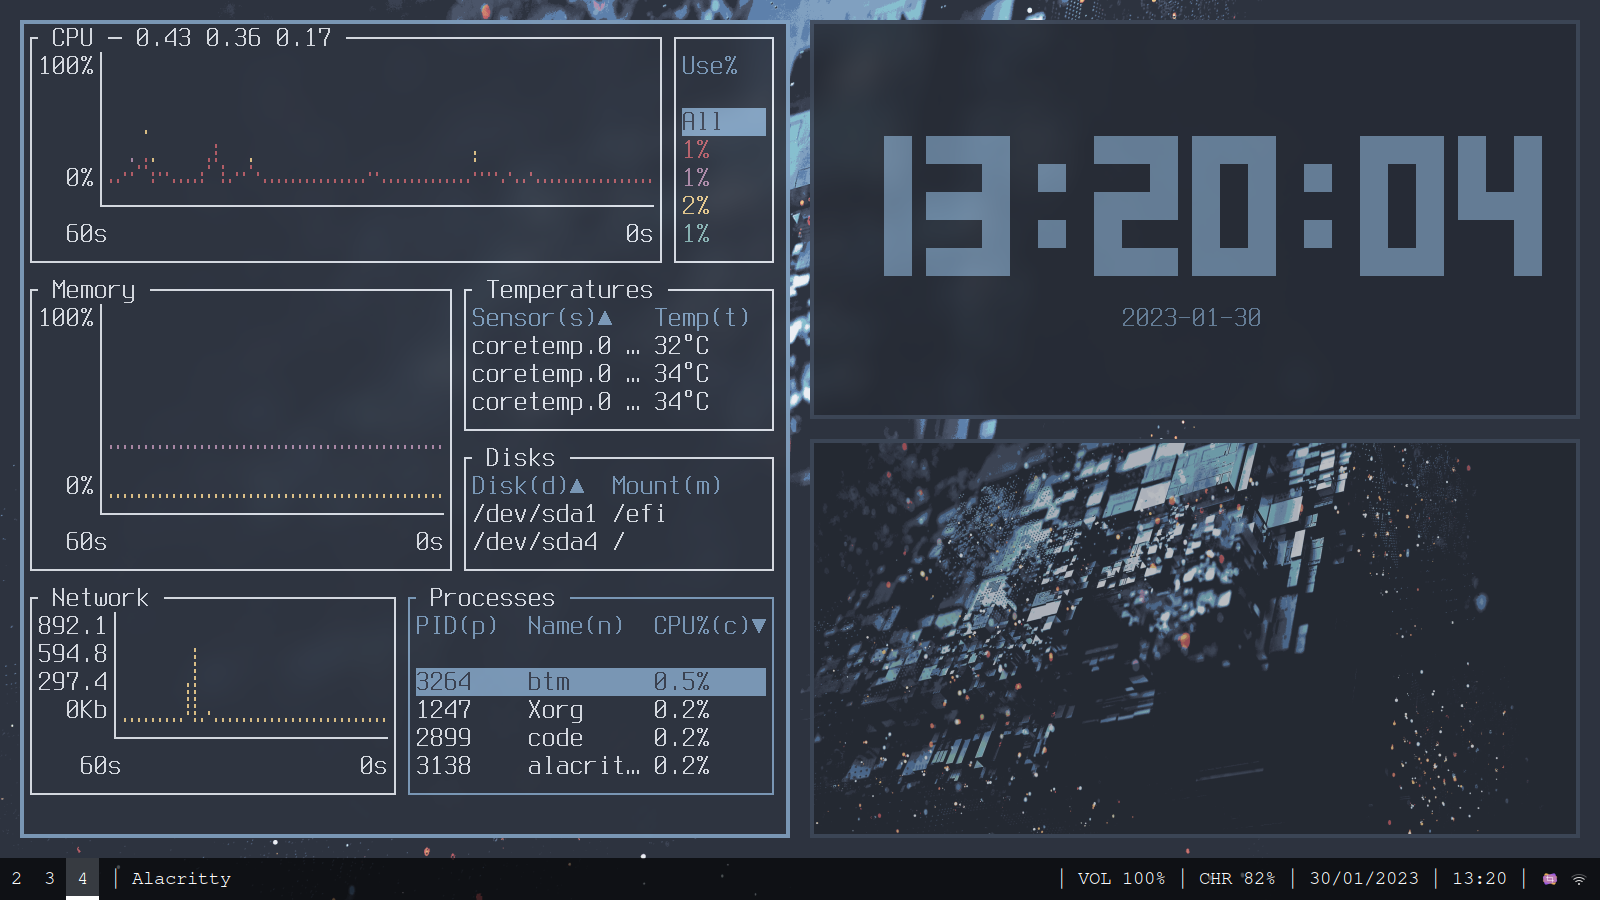 CPU — 0.43 0.36 0.17
100%
0%
60s 0s
Use%
All
1%
1%
2%
1%
Memory
100%
0%
60s 0s
Temperatures
Sensor(s)▲ Temp(t)
coretemp.0 … 32°C
coretemp.0 … 34°C
coretemp.0 … 34°C
Disks
Disk(d)▲ Mount(m)
/dev/sda1 /efi
/dev/sda4 /
Network
892.1
594.8
297.4
0Kb
60s 0s
Processes
PID(p) Name(n) CPU%(c)▼
3264 btm 0.5%
1247 Xorg 0.2%
2899 code 0.2%
3138 alacrit… 0.2%
13:20:04
2023-01-30
2 3 4 | Alacritty
| VOL 100% | CHR 82% | 30/01/2023 | 13:20 |